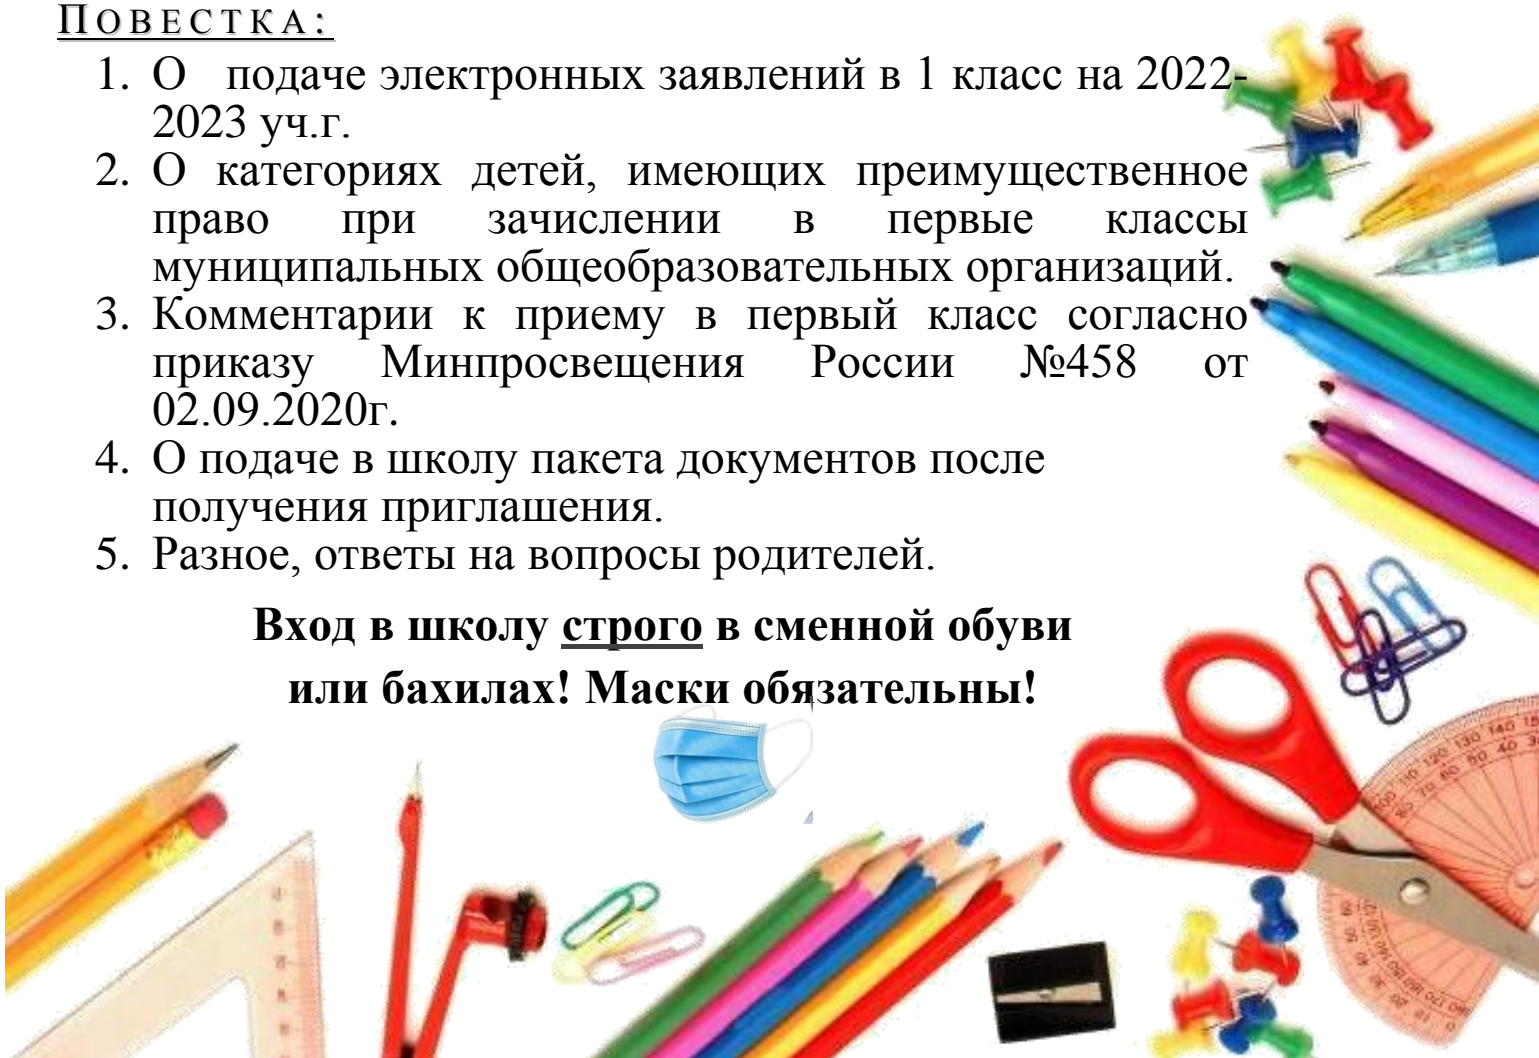 ПОВЕСТКА:
1. О подаче электронных заявлений в 1 класс на 2022-
2023 уч.г.
2. О категориях детей, имеющих преимущественное
право при зачислении в первые классы
муниципальных общеобразовательных организаций.
3. Комментарии к приему в первый класс согласно
приказу Минпросвещения России №458 от
02.09.2020г.
4. О подаче в школу пакета документов после
получения приглашения.
5. Разное, ответы на вопросы родителей.
Вход в школу строго в сменной обуви
или бахилах! Маски обязательны!